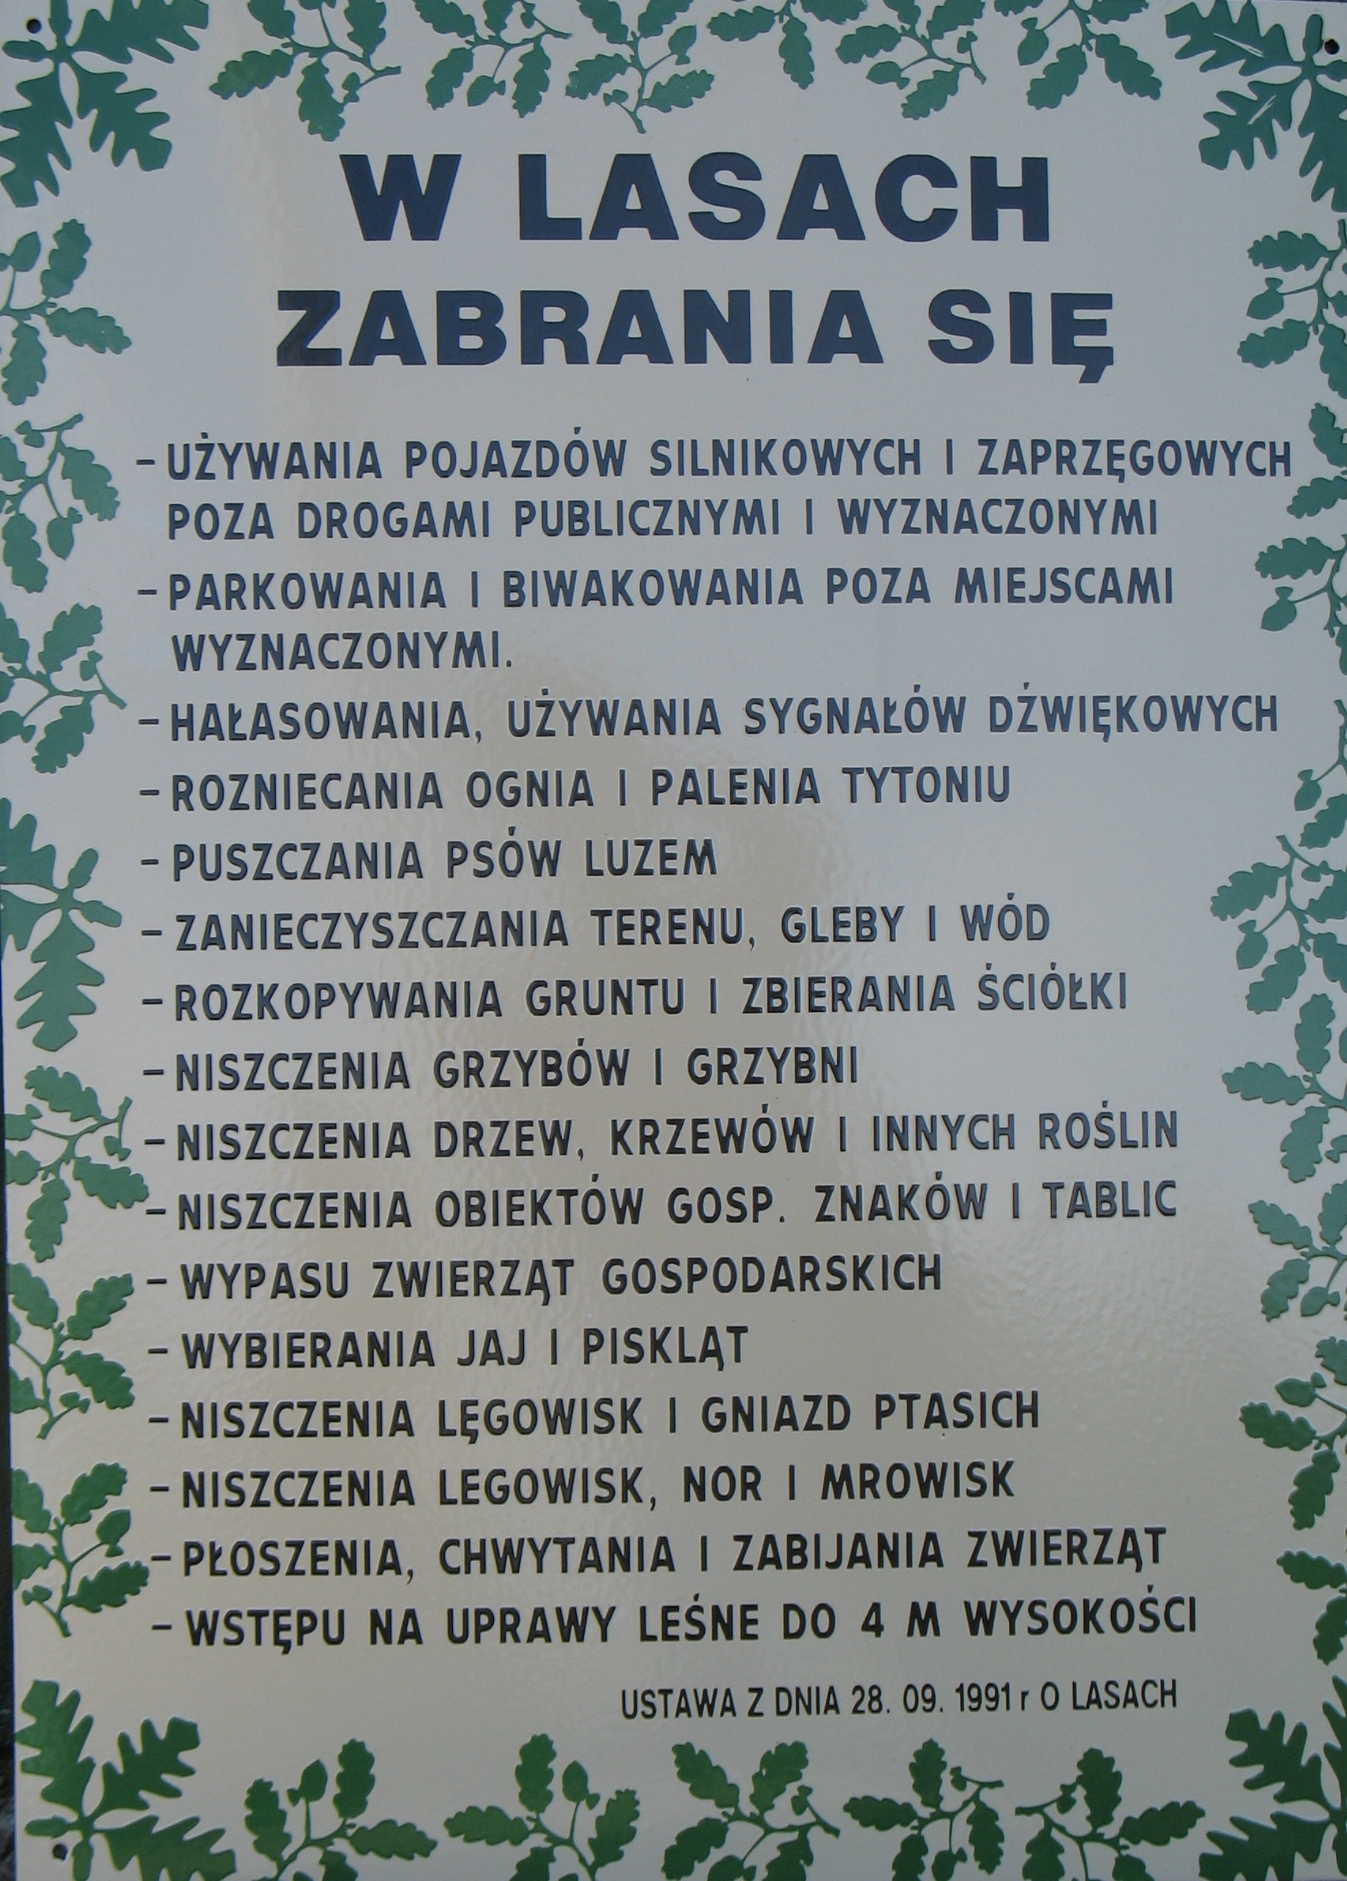 W LASACH
ZABRANIA SIĘ
- UŻYWANIA POJAZDÓW SILNIKOWYCH I ZAPRZĘGOWYCH
POZA DROGAMI PUBLICZNYMI I WYZNACZONYMI
- PARKOWANIA I BIWAKOWANIA POZA MIEJSCAMI
WYZNACZONYMI.
- HAŁASOWANIA, UŻYWANIA SYGNAŁÓW DŹWIĘKOWYCH
- ROZNIECANIA OGNIA I PALENIA TYTONIU
- PUSZCZANIA PSÓW LUZEM
- ZANIECZYSZCZANIA TERENU, GLEBY I WÓD
- ROZKOPYWANIA GRUNTU I ZBIERANIA ŚCIÓŁKI
- NISZCZENIA GRZYBÓW I GRZYBNI
- NISZCZENIA DRZEW, KRZEWÓW I INNYCH ROŚLIN
- NISZCZENIA OBIEKTÓW GOSP. ZNAKÓW I TABLIC
- WYPASU ZWIERZĄT GOSPODARSKICH
- WYBIERANIA JAJ I PISKLĄT
- NISZCZENIA LĘGOWISK I GNIAZD PTASICH
- NISZCZENIA LEGOWISK, NOR I MROWISK
- PŁOSZENIA, CHWYTANIA I ZABIJANIA ZWIERZĄT
- WSTĘPU NA UPRAWY LEŚNE DO 4 M WYSOKOŚCI
USTAWA Z DNIA 28. 09. 1991 r O LASACH